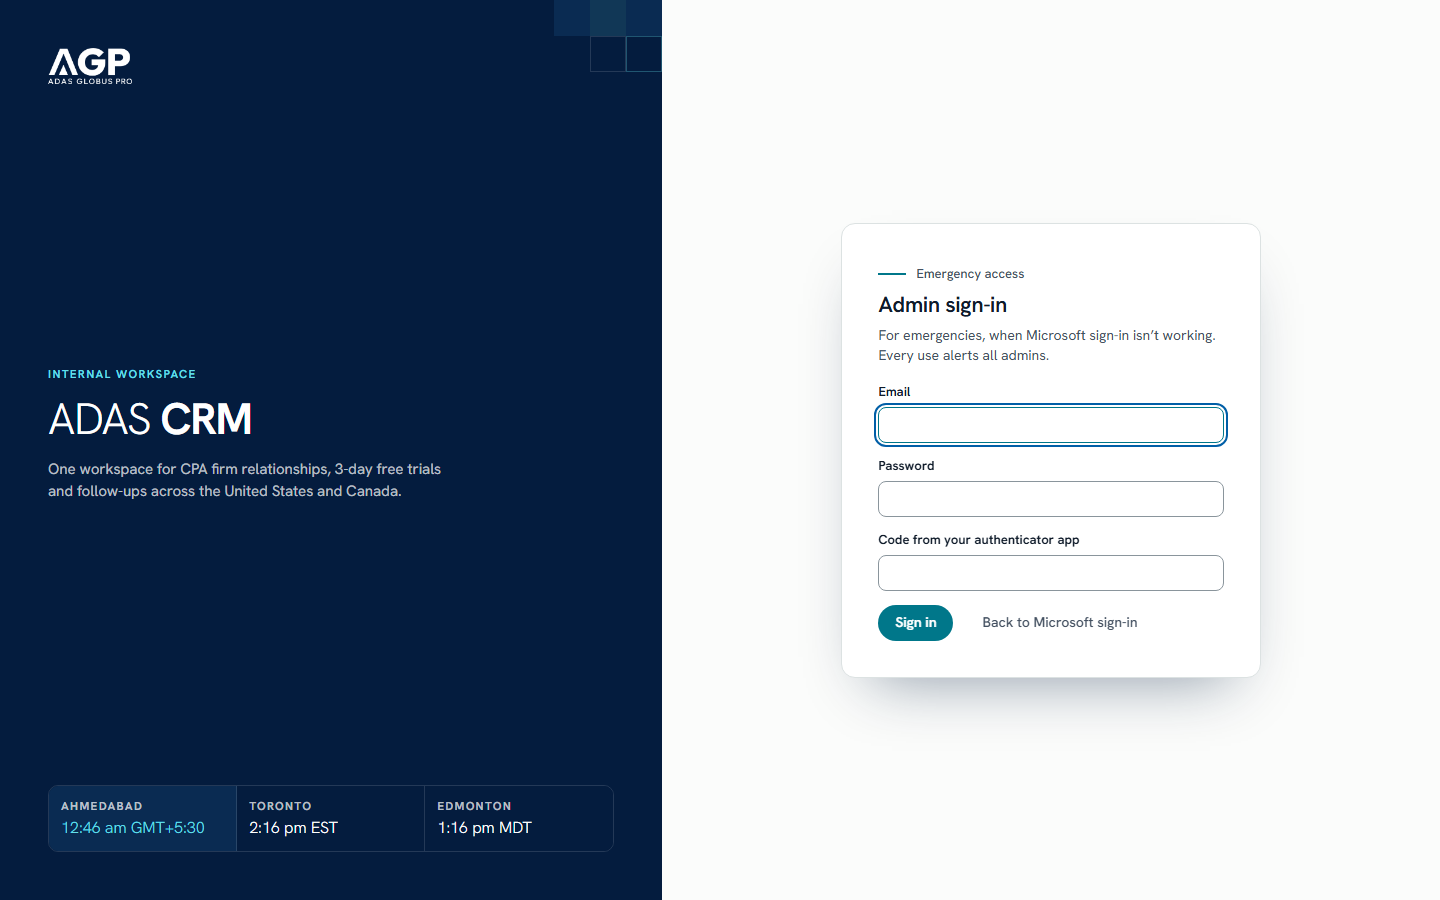 AGP
ADAS GLOBUS PRO
INTERNAL WORKSPACE
ADAS CRM
One workspace for CPA firm relationships, 3-day free trials
and follow-ups across the United States and Canada.
AHMEDABAD
12:46 am GMT+5:30
TORONTO
2:16 pm EST
EDMONTON
1:16 pm MDT
Emergency access
Admin sign-in
For emergencies, when Microsoft sign-in isn’t working.
Every use alerts all admins.
Email
Password
Code from your authenticator app
Sign in
Back to Microsoft sign-in